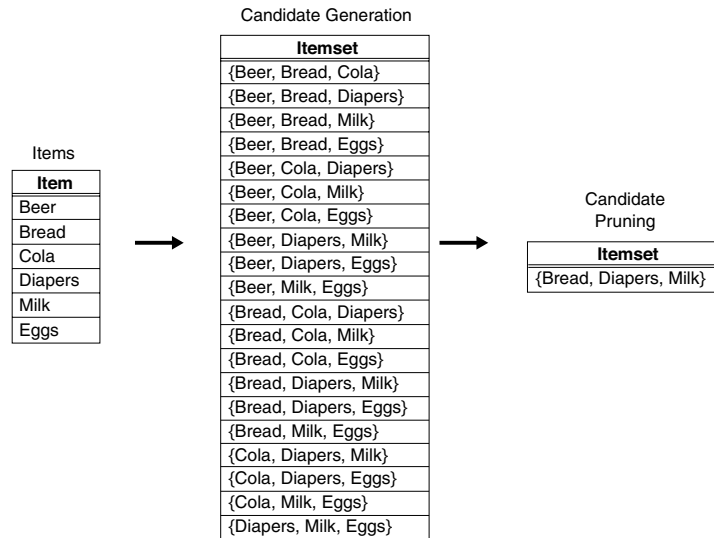 Candidate Generation
Items
Item
Beer
Bread
Cola
Diapers
Milk
Eggs
Itemset
{Beer, Bread, Cola}
{Beer, Bread, Diapers}
{Beer, Bread, Milk}
{Beer, Bread, Eggs}
{Beer, Cola, Diapers}
{Beer, Cola, Milk}
{Beer, Cola, Eggs}
{Beer, Diapers, Milk}
{Beer, Diapers, Eggs}
{Beer, Milk, Eggs}
{Bread, Cola, Diapers}
{Bread, Cola, Milk}
{Bread, Cola, Eggs}
{Bread, Diapers, Milk}
{Bread, Diapers, Eggs}
{Bread, Milk, Eggs}
{Cola, Diapers, Milk}
{Cola, Diapers, Eggs}
{Cola, Milk, Eggs}
{Diapers, Milk, Eggs}
Candidate
Pruning
Itemset
{Bread, Diapers, Milk}